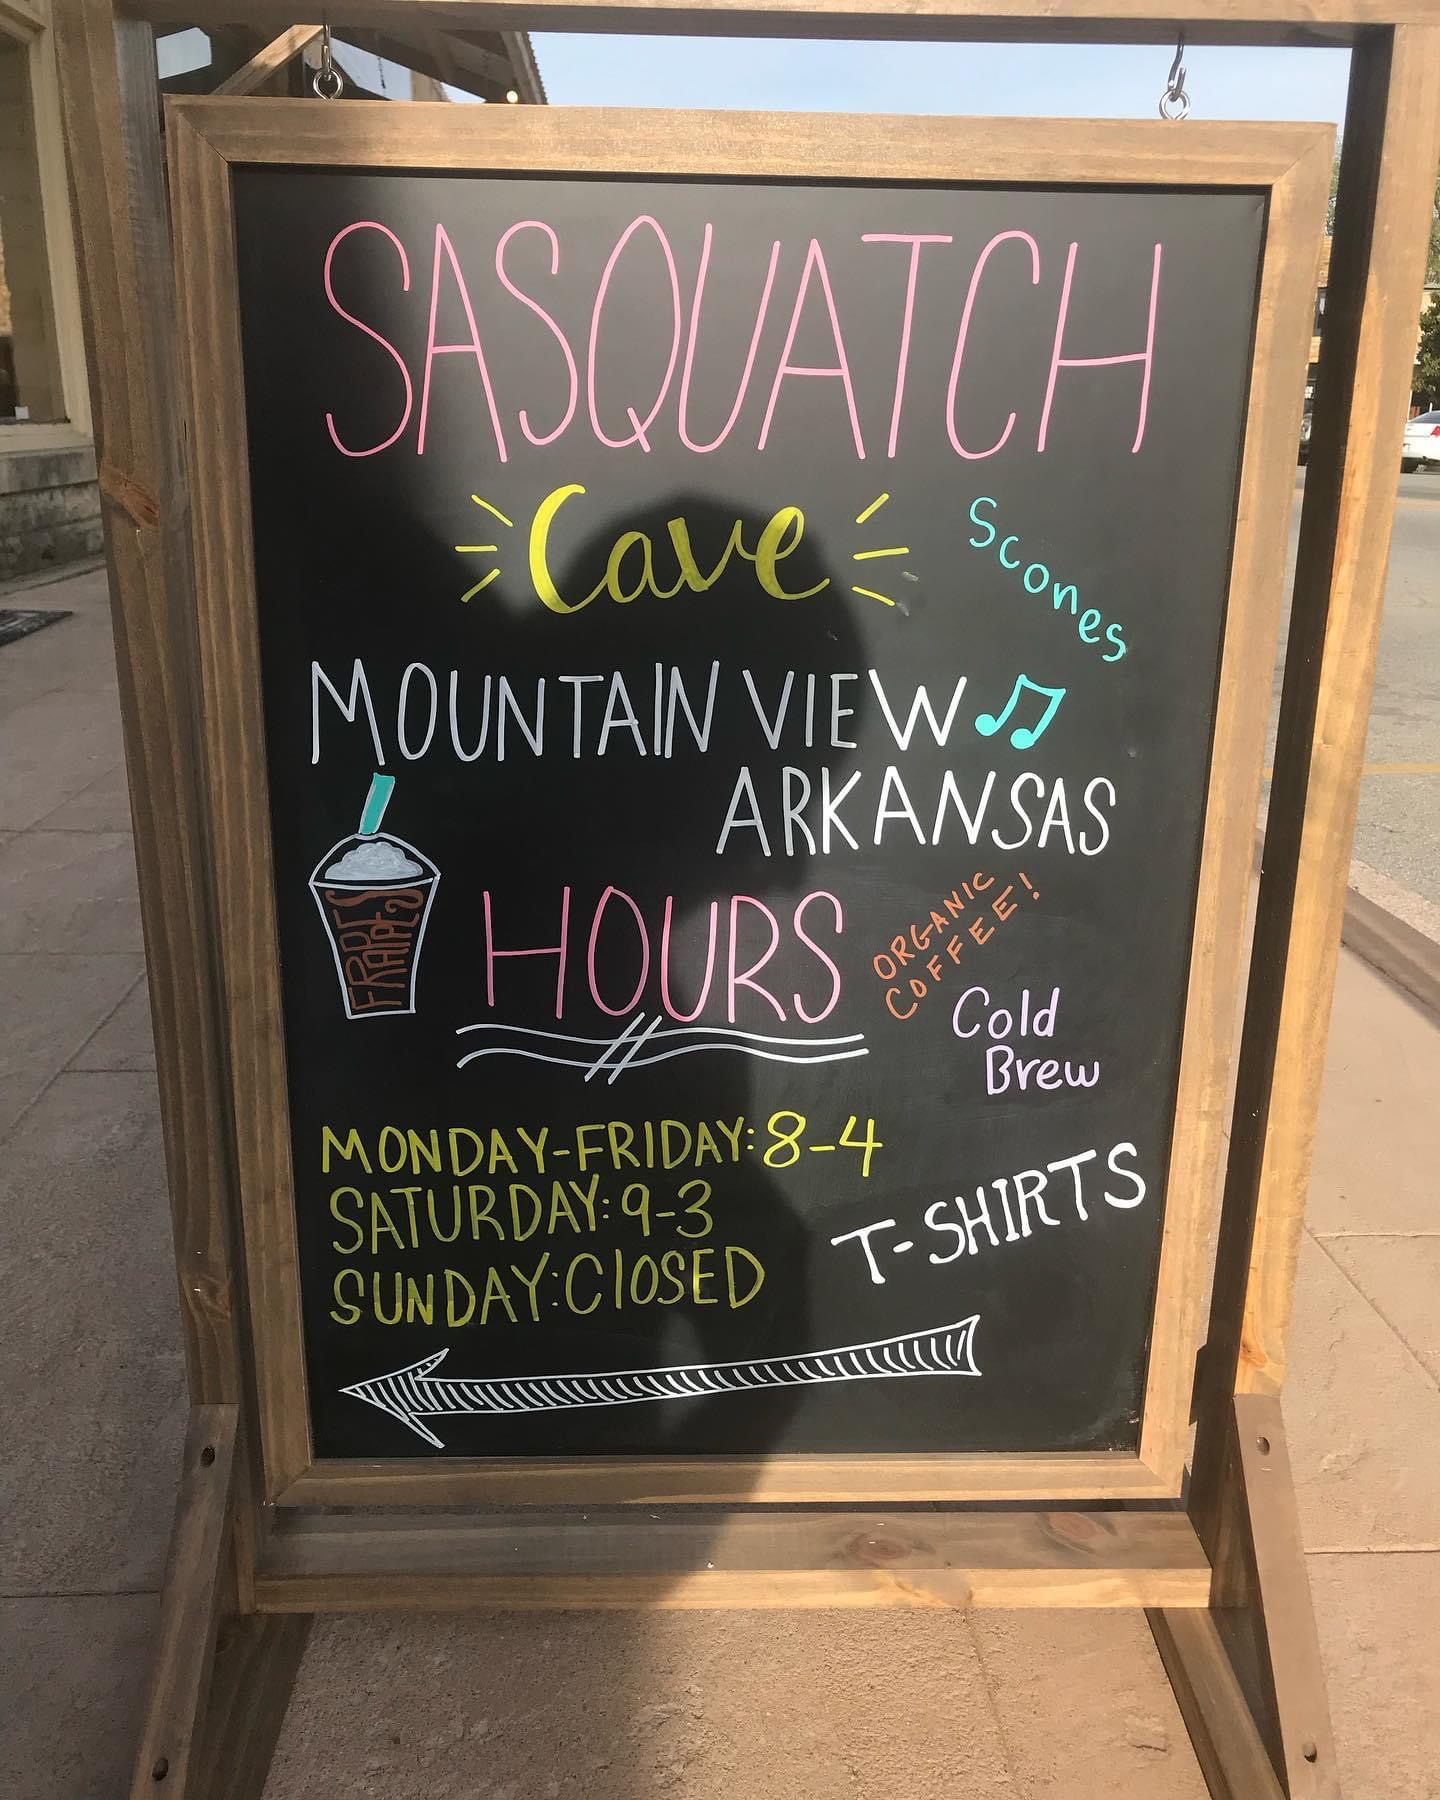 SASQUATCH
Cave
Scones
MOUNTAIN VIEW
ARKANSAS
FRAPPES
HOURS
ORGANIC
COFFEE!
Cold
Brew
MONDAY-FRIDAY: 8-4
SATURDAY: 9-3
SUNDAY: ClOSED
T-SHIRTS